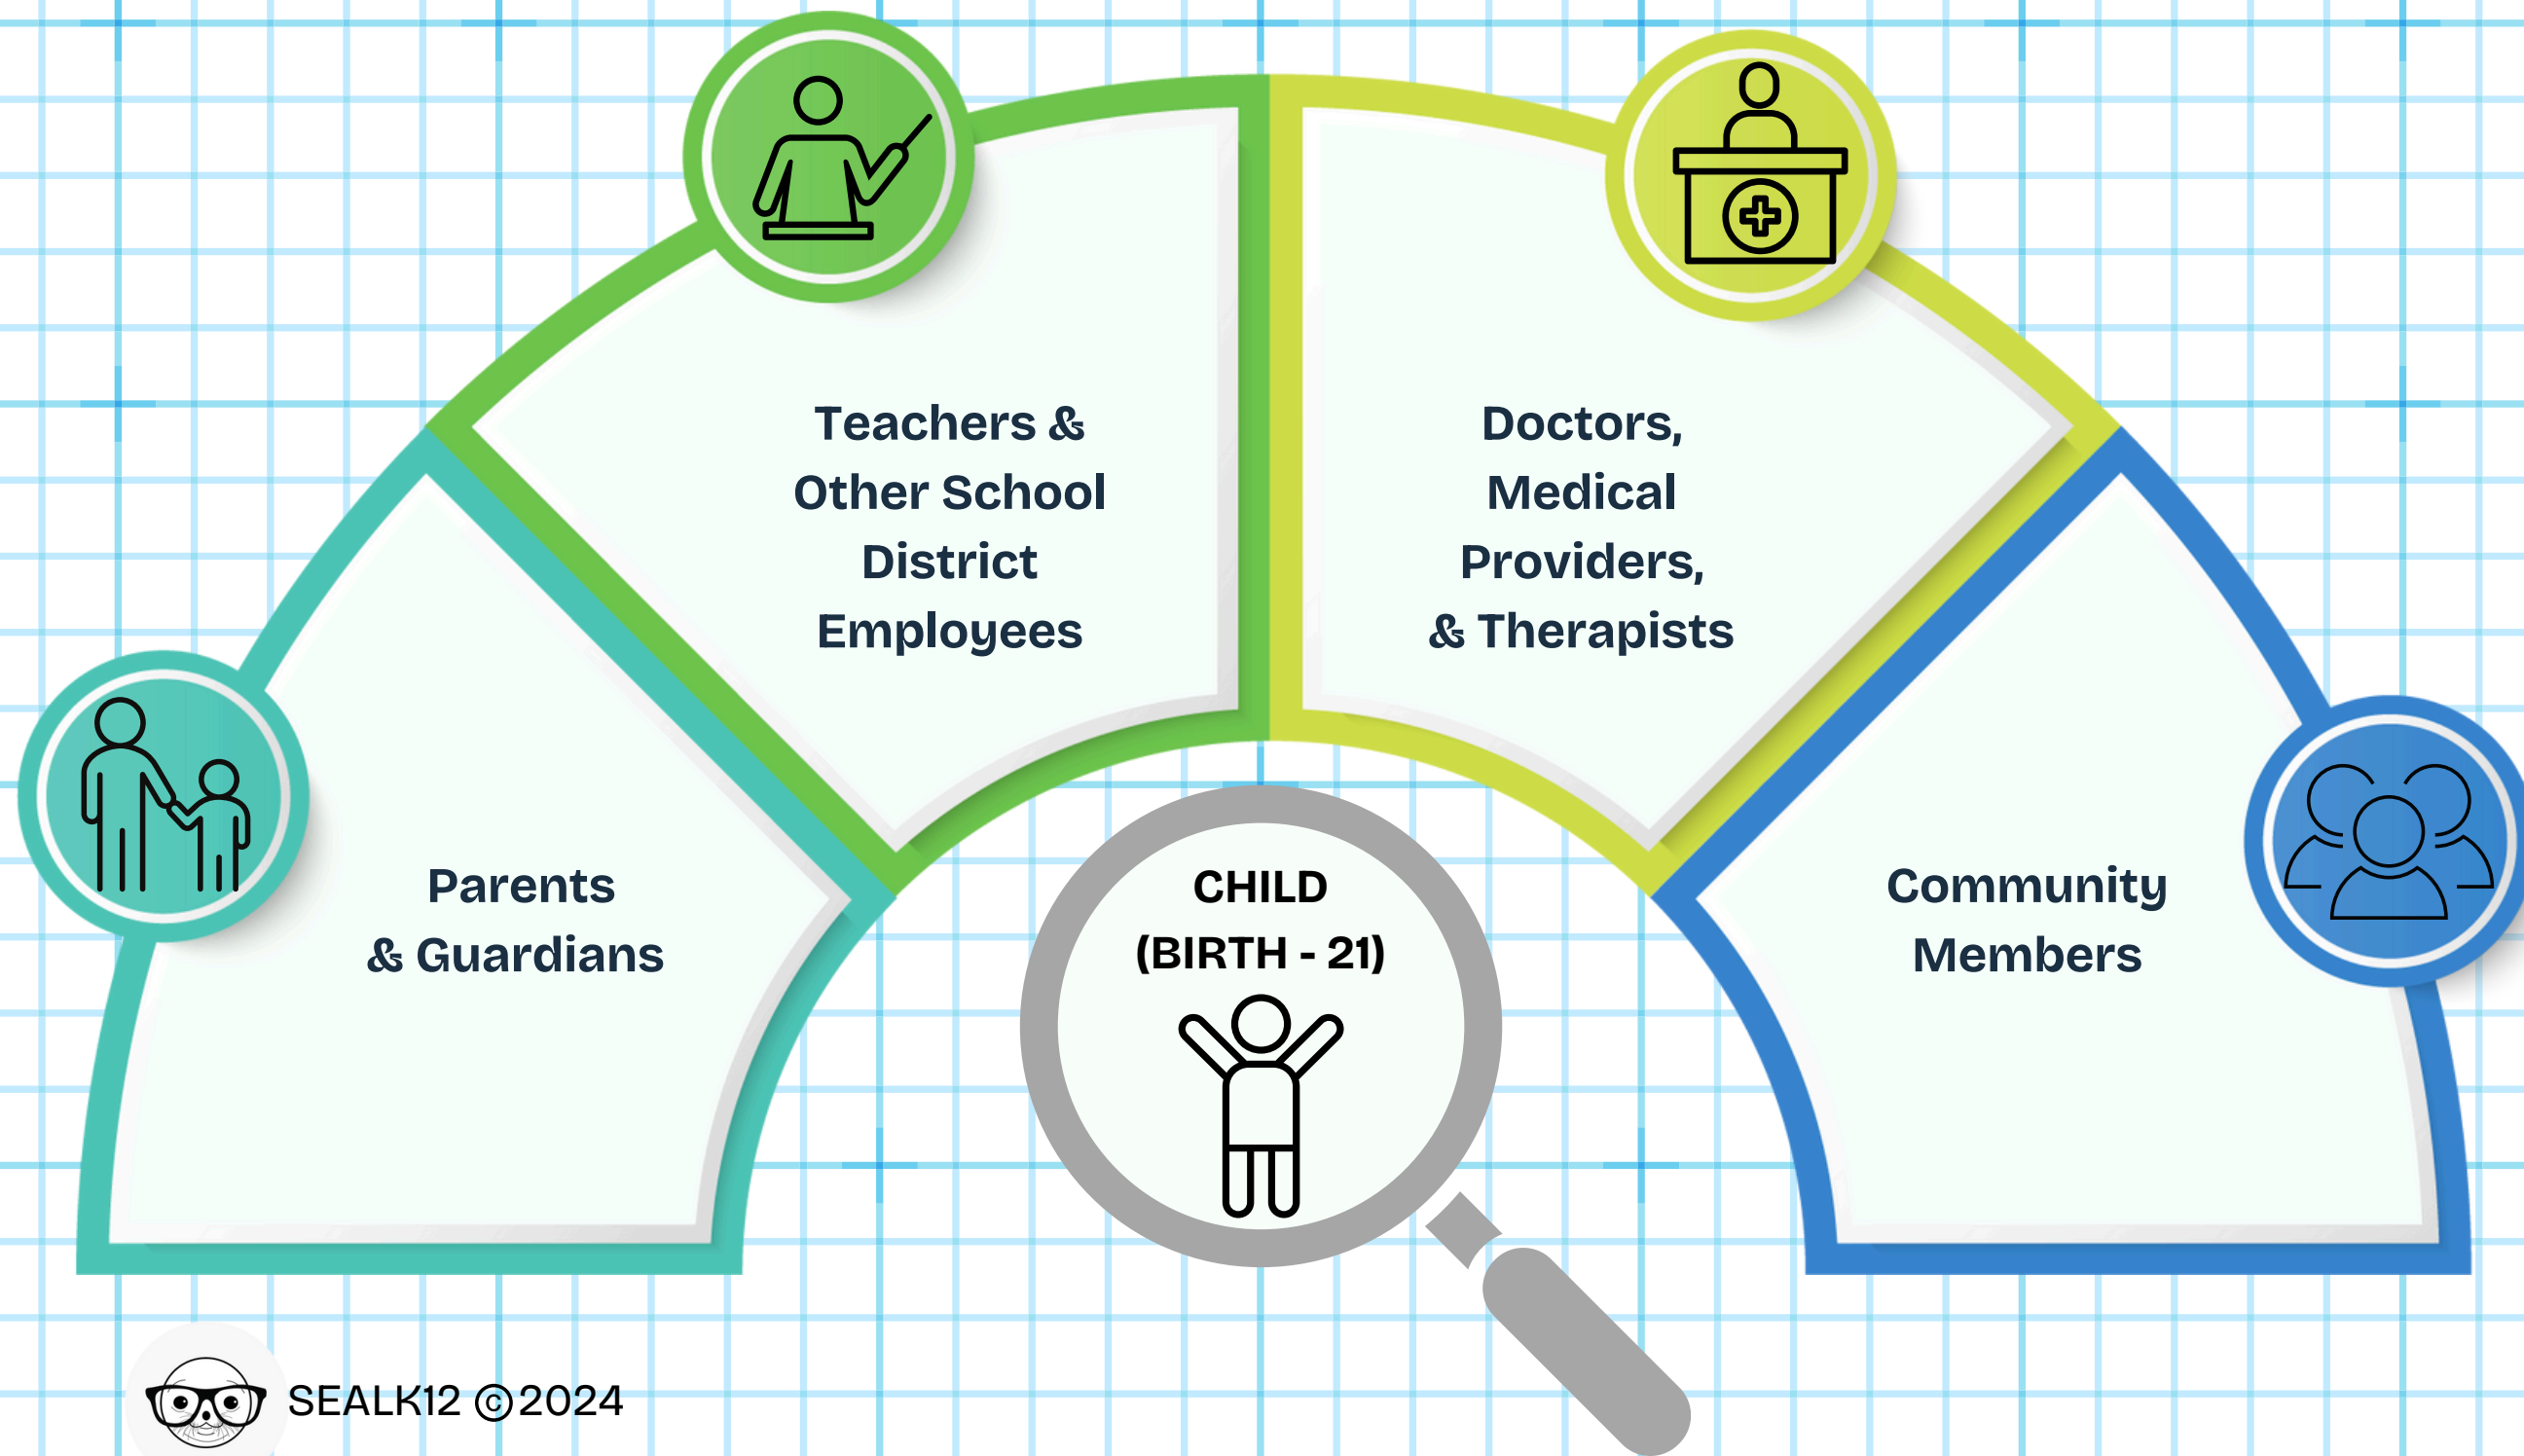 Teachers &
Other School
District
Employees
Doctors,
Medical
Providers,
& Therapists
Parents
& Guardians
CHILD
(BIRTH - 21)
Community
Members
SEALK12 ©2024